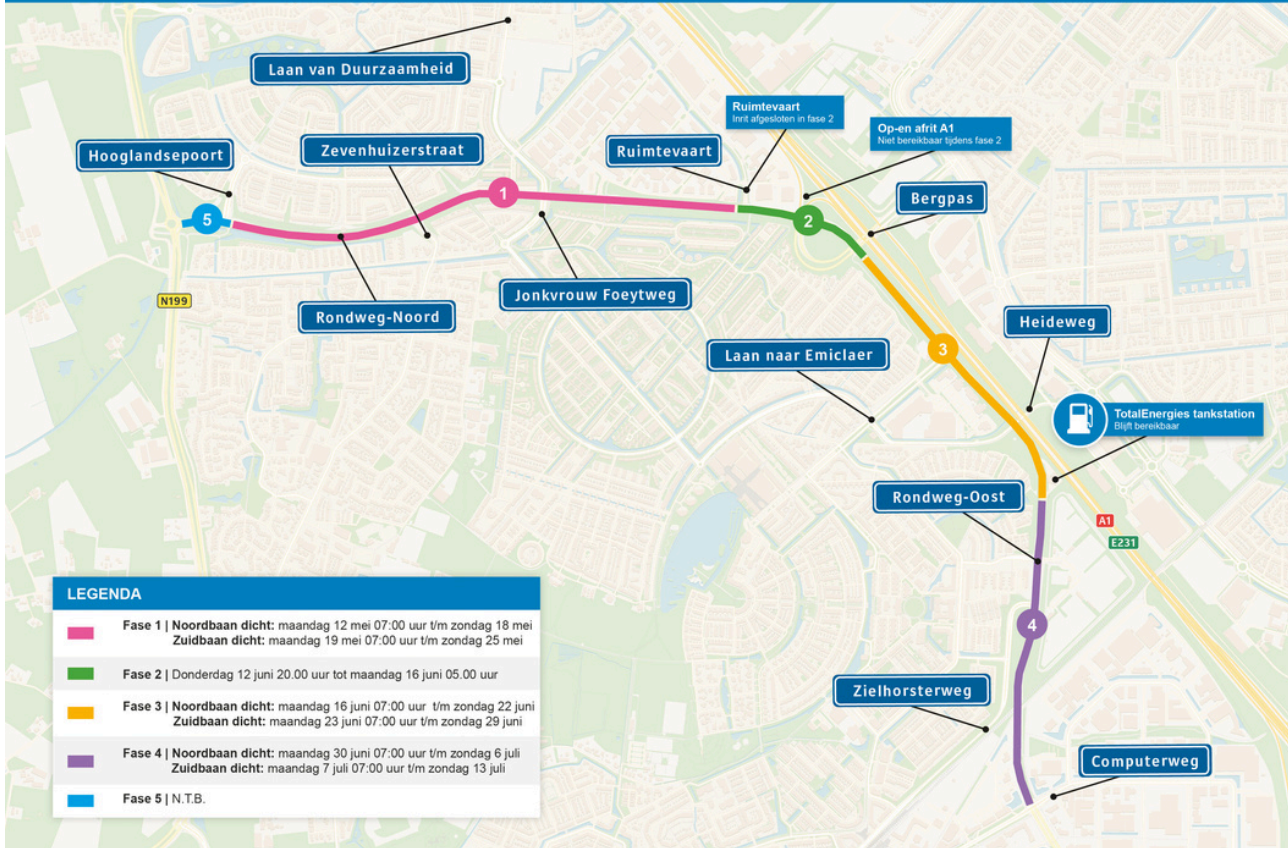 Laan van Duurzaamheid
Ruimtevaart
Inrit afgesloten in fase 2
Op-en afrit A1
Niet bereikbaar tijdens fase 2
Hooglandsepoort
Zevenhuizerstraat
Ruimtevaart
1
Bergpas
5
2
N199
Rondweg-Noord
Jonkvrouw Foeytweg
Heideweg
Laan naar Emiclaer
3
TotalEnergies tankstation
Blijft bereikbaar
Rondweg-Oost
A1
E231
4
Zielhorsterweg
Computerweg
LEGENDA
Fase 1 | Noordbaan dicht: maandag 12 mei 07:00 uur t/m zondag 18 mei
Zuidbaan dicht: maandag 19 mei 07:00 uur t/m zondag 25 mei
Fase 2 | Donderdag 12 juni 20.00 uur tot maandag 16 juni 05.00 uur
Fase 3 | Noordbaan dicht: maandag 16 juni 07:00 uur t/m zondag 22 juni
Zuidbaan dicht: maandag 23 juni 07:00 uur t/m zondag 29 juni
Fase 4 | Noordbaan dicht: maandag 30 juni 07:00 uur t/m zondag 6 juli
Zuidbaan dicht: maandag 7 juli 07:00 uur t/m zondag 13 juli
Fase 5 | N.T.B.